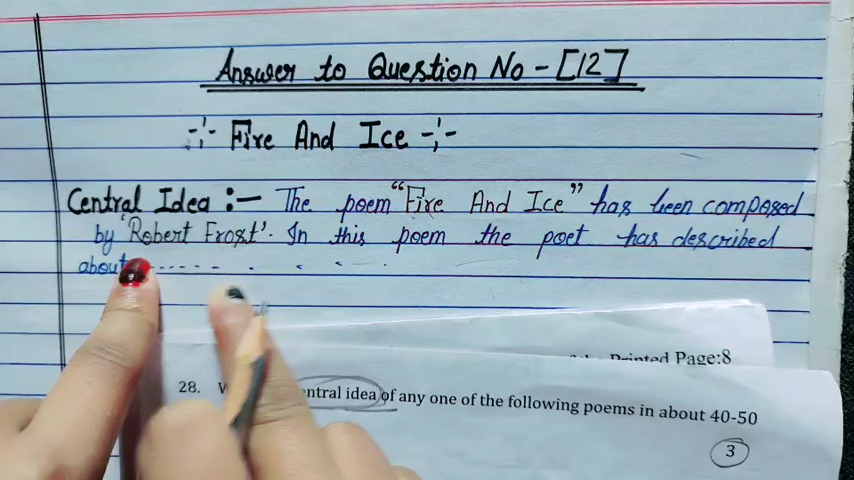 Answer to Question No - [12]
Fire And Ice
Central Idea :- The poem "Fire And Ice" has been composed
by 'Robert Frost'. In this poem the poet has described
about
Printed Page:8
28. entral idea of any one of the following poems in about 40-50
3